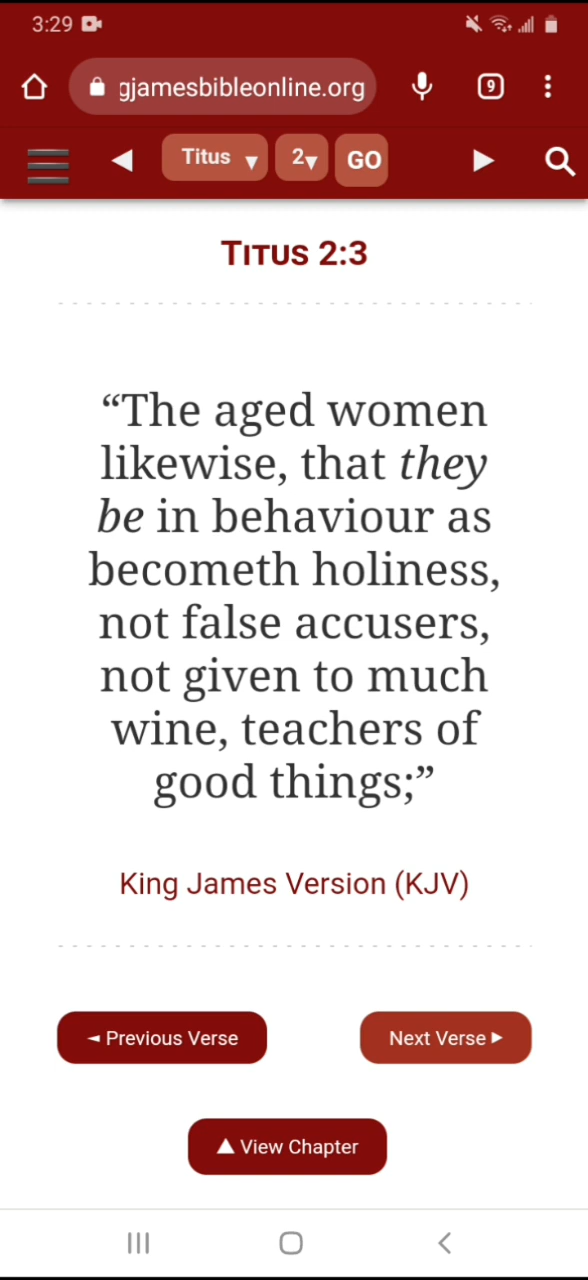 3:29
gjamesbibleonline.org
9
Titus 2 GO
TITUS 2:3
“The aged women
likewise, that they
be in behaviour as
becometh holiness,
not false accusers,
not given to much
wine, teachers of
good things;”
King James Version (KJV)
Previous Verse
Next Verse
View Chapter